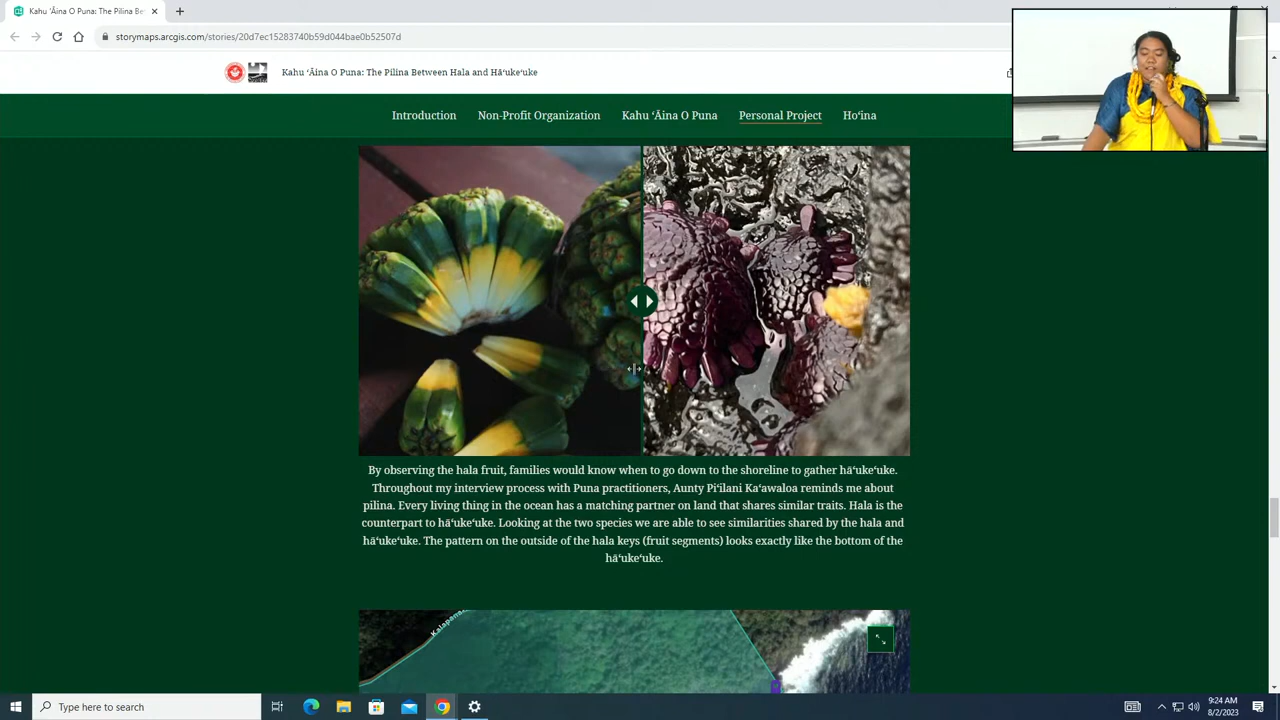 Kahu ʻĀina O Puna: The Pilina Bet
storymaps.arcgis.com/stories/20d7ec15283740b59d044bae0b52507d
Kahu ʻĀina O Puna: The Pilina Between Hala and Hāʻukeʻuke
Introduction Non-Profit Organization Kahu ʻĀina O Puna Personal Project Hoʻina
By observing the hala fruit, families would know when to go down to the shoreline to gather hāʻukeʻuke.
Throughout my interview process with Puna practitioners, Aunty Piʻilani Kaʻawaloa reminds me about
pilina. Every living thing in the ocean has a matching partner on land that shares similar traits. Hala is the
counterpart to hāʻukeʻuke. Looking at the two species we are able to see similarities shared by the hala and
hāʻukeʻuke. The pattern on the outside of the hala keys (fruit segments) looks exactly like the bottom of the
hāʻukeʻuke.
Type here to search
9:24 AM
8/2/2023